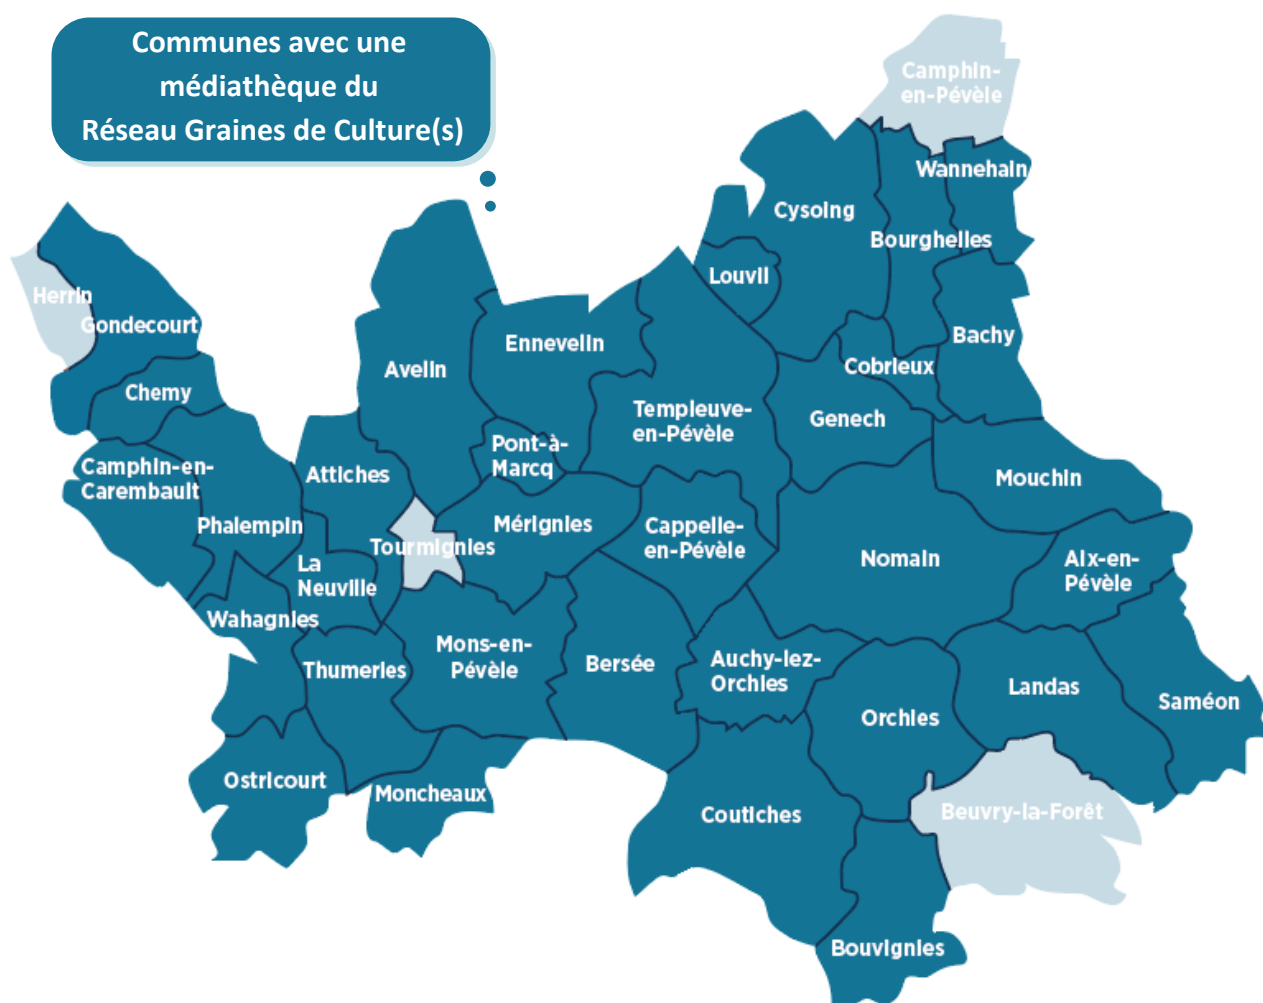 Communes avec une
médiathèque du
Réseau Graines de Culture(s)
Camphin-
en-Pévèle
Wannehain
Cysoing
Bourghelles
Louvil
Herrin
Gondecourt
Ennevelin
Bachy
Avelin
Cobrieux
Chemy
Templeuve-
en-Pévèle
Genech
Pont-à-
Marcq
Camphin-en-
Carembault
Attiches
Mouchin
Phalempin
Mérignies
Cappelle-
en-Pévèle
Tourmignies
Nomain
Aix-en-
Pévèle
La
Neuville
Wahagnies
Mons-en-
Pévèle
Thumeries
Bersée
Auchy-lez-
Orchies
Landas
Saméon
Orchies
Ostricourt
Moncheaux
Coutiches
Beuvry-la-Forêt
Bouvignies